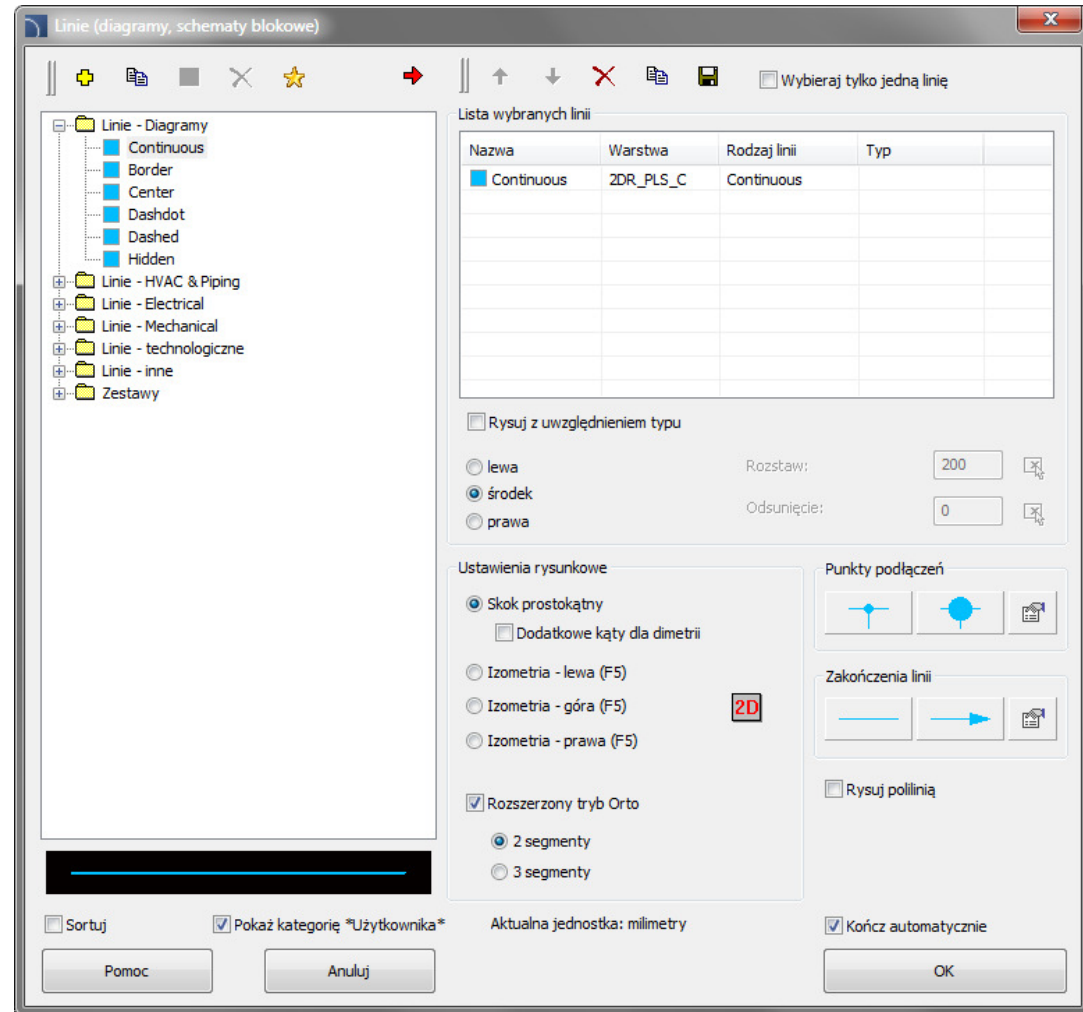 Linie (diagramy, schematy blokowe)
Wybieraj tylko jedną linię
Linie - Diagramy
Continuous
Border
Center
Dashdot
Dashed
Hidden
Linie - HVAC & Piping
Linie - Electrical
Linie - Mechanical
Linie - technologiczne
Linie - inne
Zestawy
Lista wybranych linii
Nazwa Warstwa Rodzaj linii Typ
Continuous 2DR_PLS_C Continuous
Rysuj z uwzględnieniem typu
lewa
środek
prawa
Rozstaw: 200
Odsunięcie: 0
Ustawienia rysunkowe
Skok prostokątny
Dodatkowe kąty dla dimetrii
Izometria - lewa (F5)
Izometria - góra (F5)
2D
Izometria - prawa (F5)
Rozszerzony tryb Orto
2 segmenty
3 segmenty
Punkty podłączeń
Zakończenia linii
Rysuj polilinią
Sortuj
Pokaż kategorię *Użytkownika*
Aktualna jednostka: milimetry
Kończ automatycznie
Pomoc
Anuluj
OK